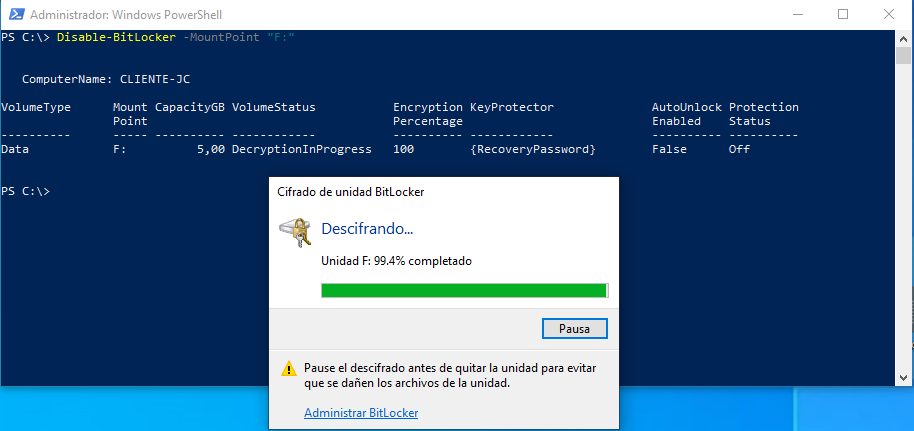 Administrador: Windows PowerShell
PS C:\> Disable-BitLocker -MountPoint "F:"
ComputerName: CLIENTE-JC
VolumeType Mount CapacityGB VolumeStatus Encryption KeyProtector AutoUnlock Protection
Point Percentage Enabled Status
---------- ----- ---------- ------------ ---------- ------------ ---------- ----------
Data F: 5,00 DecryptionInProgress 100 {RecoveryPassword} False Off
PS C:\>
Cifrado de unidad BitLocker
Descifrando...
Unidad F: 99.4% completado
Pausa
Pause el descifrado antes de quitar la unidad para evitar
que se dañen los archivos de la unidad.
Administrar BitLocker